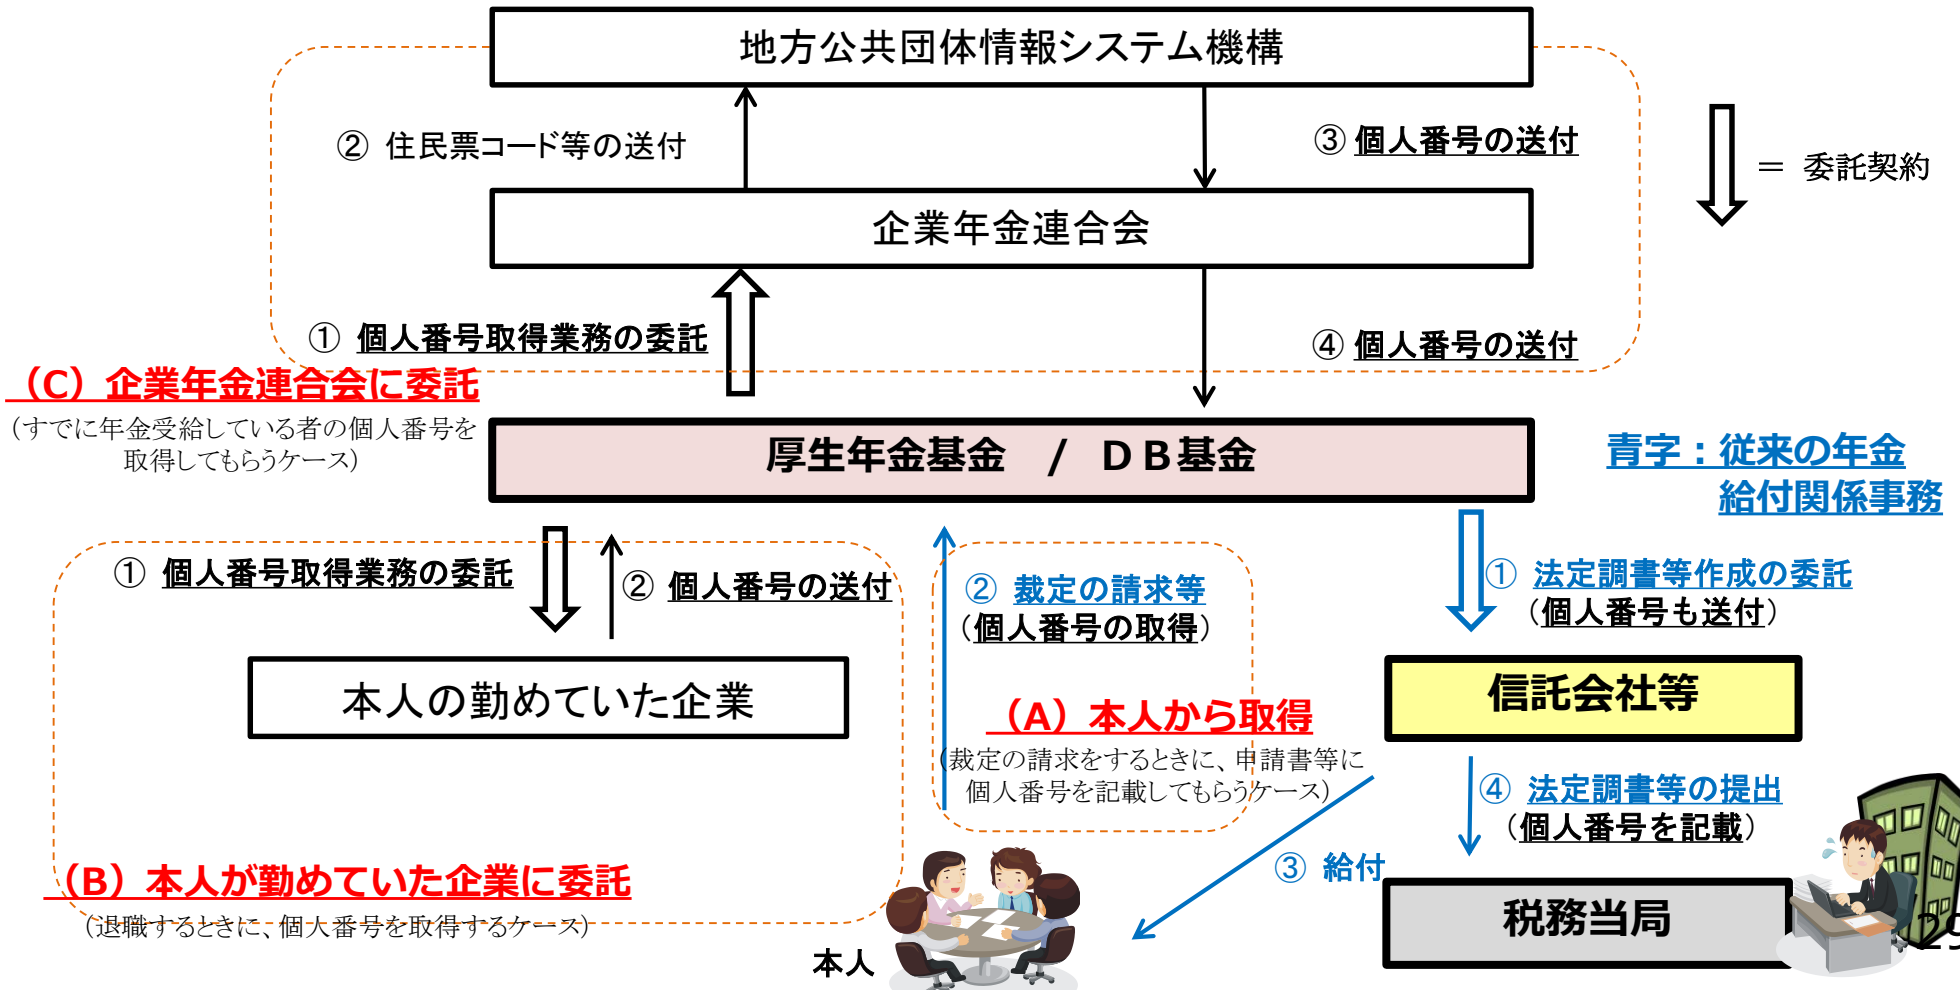 地方公共団体情報システム機構
② 住民票コード等の送付
③ 個人番号の送付
＝ 委託契約
企業年金連合会
① 個人番号取得業務の委託
④ 個人番号の送付
（C）企業年金連合会に委託
（すでに年金受給している者の個人番号を
取得してもらうケース）
厚生年金基金 / ＤＢ基金
青字：従来の年金
給付関係事務
① 個人番号取得業務の委託
② 個人番号の送付
② 裁定の請求等
（個人番号の取得）
① 法定調書等作成の委託
（個人番号も送付）
本人の勤めていた企業
（A）本人から取得
（裁定の請求をするときに、申請書等に
個人番号を記載してもらうケース）
信託会社等
④ 法定調書等の提出
（個人番号を記載）
③ 給付
（B）本人が勤めていた企業に委託
（退職するときに、個人番号を取得するケース）
本人
税務当局
29